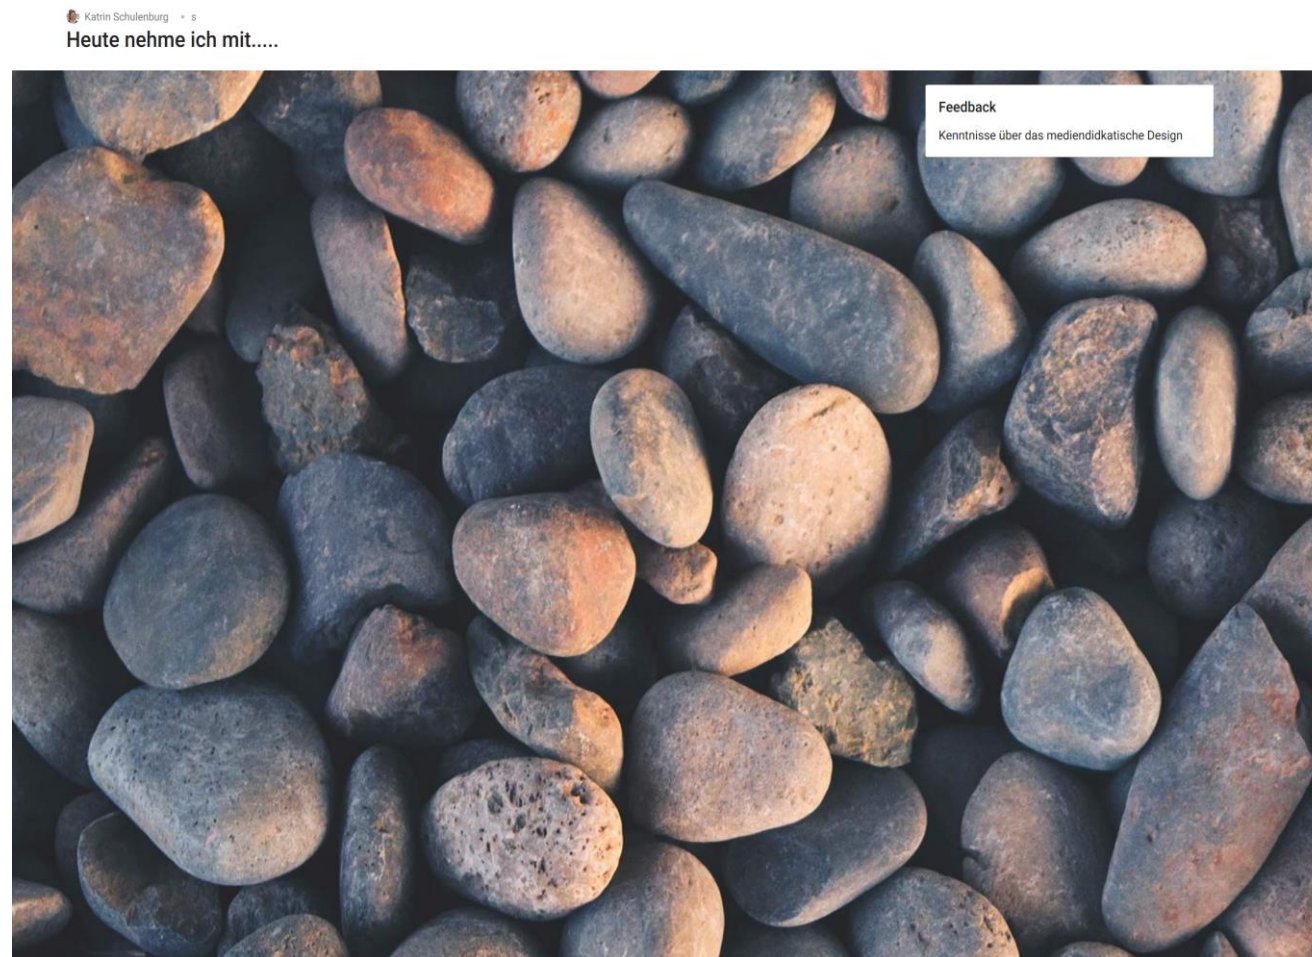 Katrin Schulenburg • s
Heute nehme ich mit.....
Feedback
Kenntnisse über das mediendidkatische Design